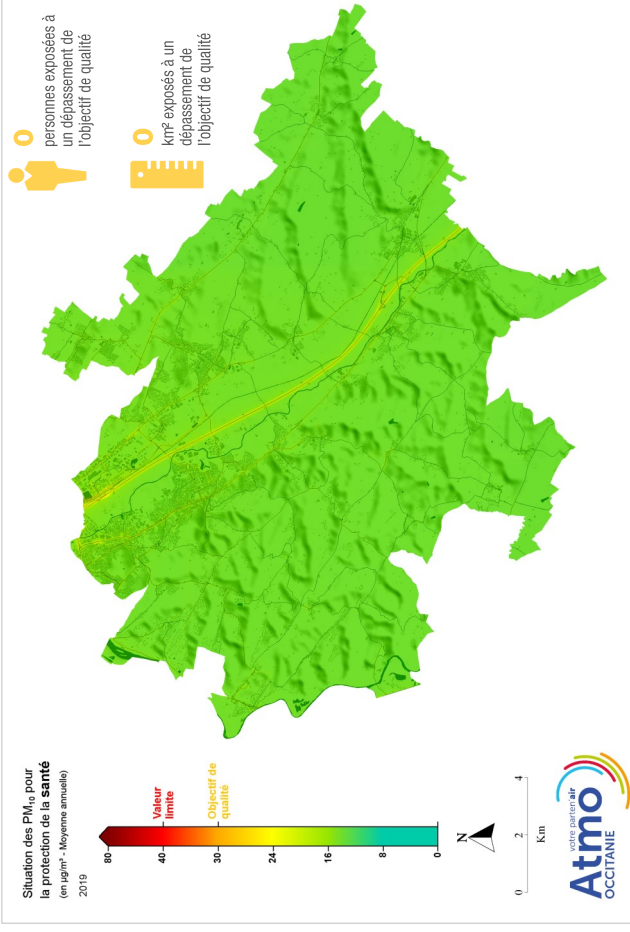 Situation des PM₁₀ pour
la protection de la santé
(en µg/m³ - Moyenne annuelle)
2019
80
40
Valeur
limite
30
Objectif de
qualité
24
16
8
0
N
0 2 4
Km
votre parten'air
Atmo
OCCITANIE
0
personnes exposées à
un dépassement de
l'objectif de qualité
0
km² exposés à un
dépassement de
l'objectif de qualité